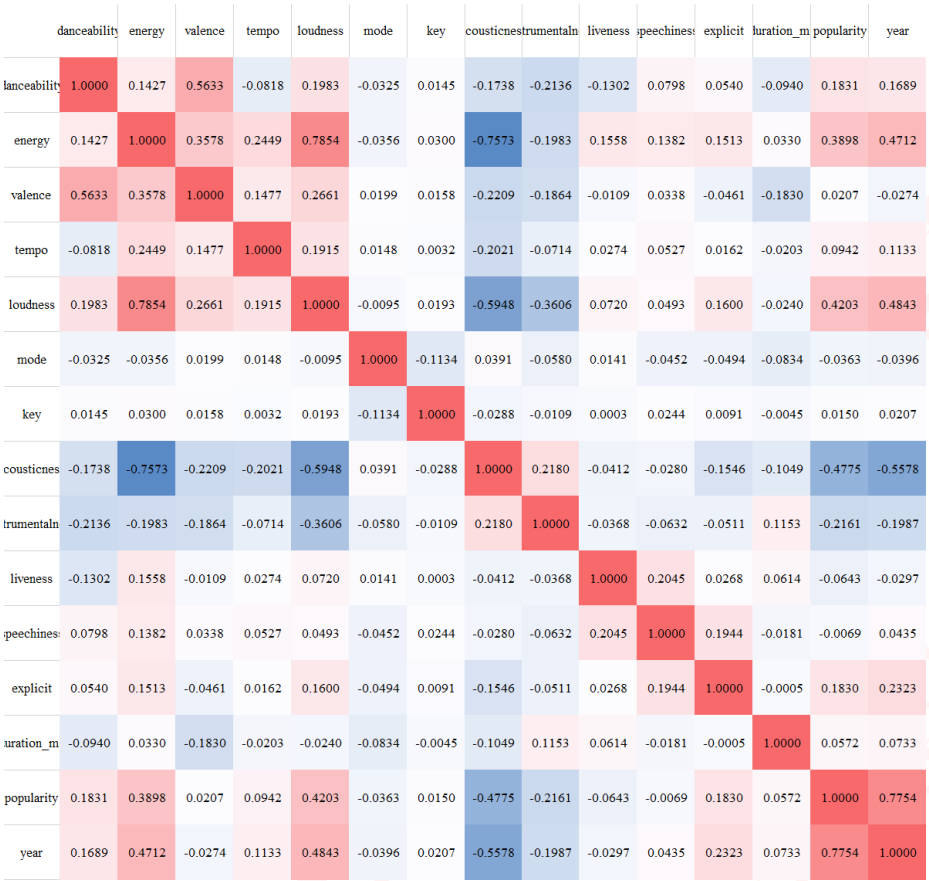 danceability energy valence tempo loudness mode key cousticnes strumentaln liveness speechiness explicit duration_m popularity year
danceability 1.0000 0.1427 0.5633 -0.0818 0.1983 -0.0325 0.0145 -0.1738 -0.2136 -0.1302 0.0798 0.0540 -0.0940 0.1831 0.1689
energy 0.1427 1.0000 0.3578 0.2449 0.7854 -0.0356 0.0300 -0.7573 -0.1983 0.1558 0.1382 0.1513 0.0330 0.3898 0.4712
valence 0.5633 0.3578 1.0000 0.1477 0.2661 0.0199 0.0158 -0.2209 -0.1864 -0.0109 0.0338 -0.0461 -0.1830 0.0207 -0.0274
tempo -0.0818 0.2449 0.1477 1.0000 0.1915 0.0148 0.0032 -0.2021 -0.0714 0.0274 0.0527 0.0162 -0.0203 0.0942 0.1133
loudness 0.1983 0.7854 0.2661 0.1915 1.0000 -0.0095 0.0193 -0.5948 -0.3606 0.0720 0.0493 0.1600 -0.0240 0.4203 0.4843
mode -0.0325 -0.0356 0.0199 0.0148 -0.0095 1.0000 -0.1134 0.0391 -0.0580 0.0141 -0.0452 -0.0494 -0.0834 -0.0363 -0.0396
key 0.0145 0.0300 0.0158 0.0032 0.0193 -0.1134 1.0000 -0.0288 -0.0109 0.0003 0.0244 0.0091 -0.0045 0.0150 0.0207
cousticnes -0.1738 -0.7573 -0.2209 -0.2021 -0.5948 0.0391 -0.0288 1.0000 0.2180 -0.0412 -0.0280 -0.1546 -0.1049 -0.4775 -0.5578
trumentaln -0.2136 -0.1983 -0.1864 -0.0714 -0.3606 -0.0580 -0.0109 0.2180 1.0000 -0.0368 -0.0632 -0.0511 0.1153 -0.2161 -0.1987
liveness -0.1302 0.1558 -0.0109 0.0274 0.0720 0.0141 0.0003 -0.0412 -0.0368 1.0000 0.2045 0.0268 0.0614 -0.0643 -0.0297
speechiness 0.0798 0.1382 0.0338 0.0527 0.0493 -0.0452 0.0244 -0.0280 -0.0632 0.2045 1.0000 0.1944 -0.0181 -0.0069 0.0435
explicit 0.0540 0.1513 -0.0461 0.0162 0.1600 -0.0494 0.0091 -0.1546 -0.0511 0.0268 0.1944 1.0000 -0.0005 0.1830 0.2323
uration_m -0.0940 0.0330 -0.1830 -0.0203 -0.0240 -0.0834 -0.0045 -0.1049 0.1153 0.0614 -0.0181 -0.0005 1.0000 0.0572 0.0733
popularity 0.1831 0.3898 0.0207 0.0942 0.4203 -0.0363 0.0150 -0.4775 -0.2161 -0.0643 -0.0069 0.1830 0.0572 1.0000 0.7754
year 0.1689 0.4712 -0.0274 0.1133 0.4843 -0.0396 0.0207 -0.5578 -0.1987 -0.0297 0.0435 0.2323 0.0733 0.7754 1.0000